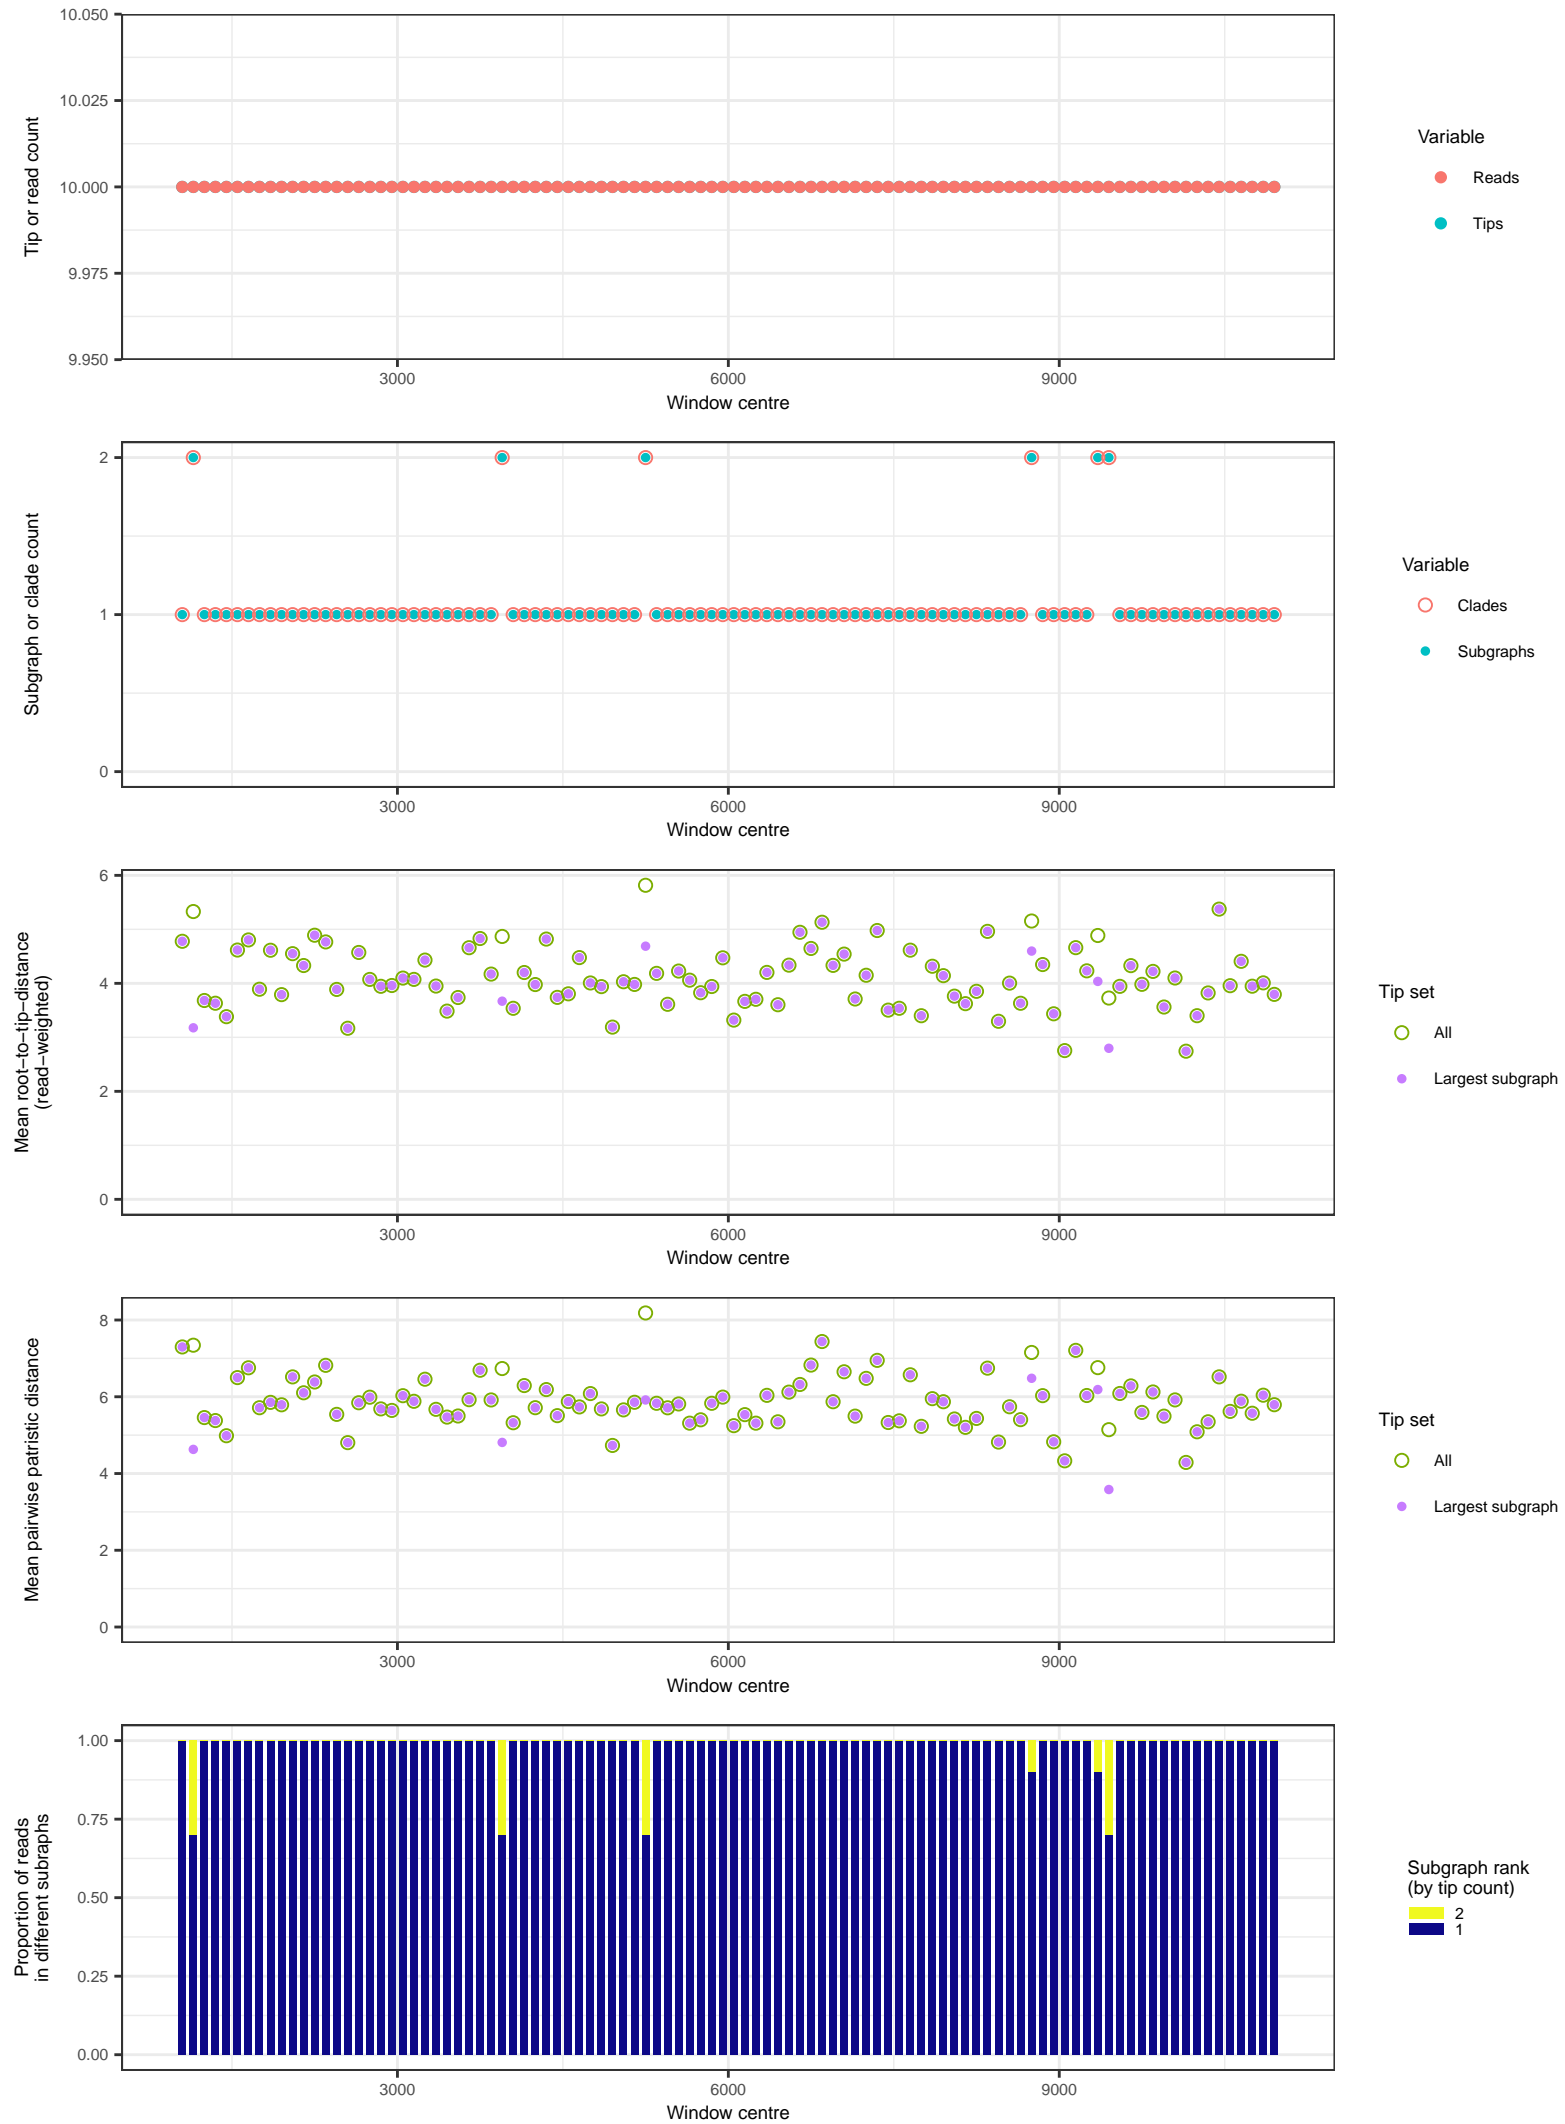 10.050
10.025
10.000
9.975
9.950
Tip or read count
3000
6000
9000
Window centre
Variable
Reads
Tips
2
1
0
Subgraph or clade count
3000
6000
9000
Window centre
Variable
Clades
Subgraphs
6
4
2
0
Mean root−to−tip−distance
(read−weighted)
3000
6000
9000
Window centre
Tip set
All
Largest subgraph
8
6
4
2
0
Mean pairwise patristic distance
3000
6000
9000
Window centre
Tip set
All
Largest subgraph
1.00
0.75
0.50
0.25
0.00
Proportion of reads
in different subraphs
3000
6000
9000
Window centre
Subgraph rank
(by tip count)
2
1